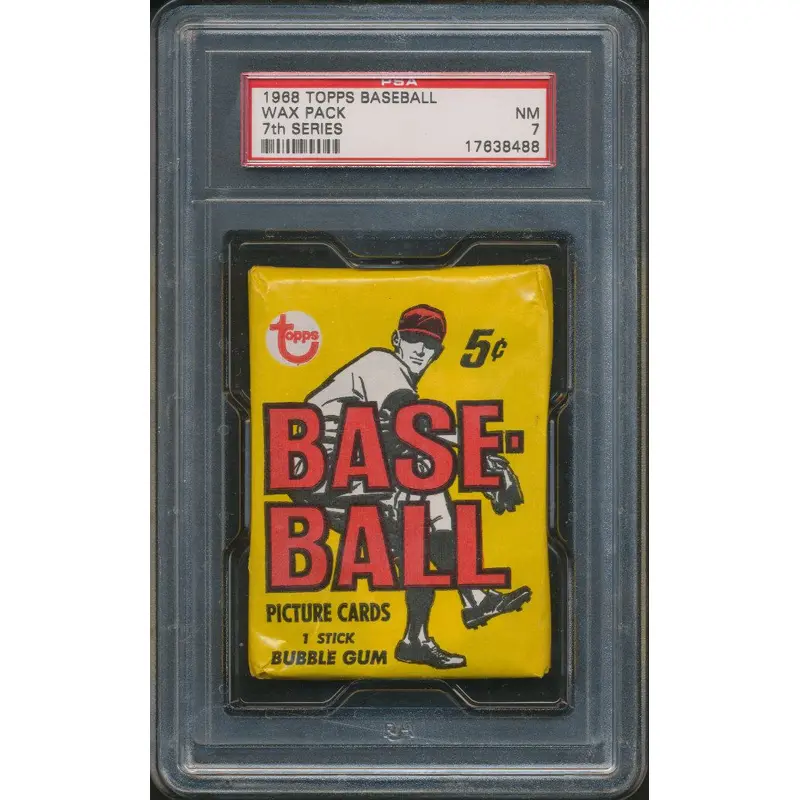 PSA
1968 TOPPS BASEBALL
WAX PACK NM
7th SERIES 7
17638488
topps
5¢
BASE-
BALL
PICTURE CARDS
1 STICK
BUBBLE GUM
PSA